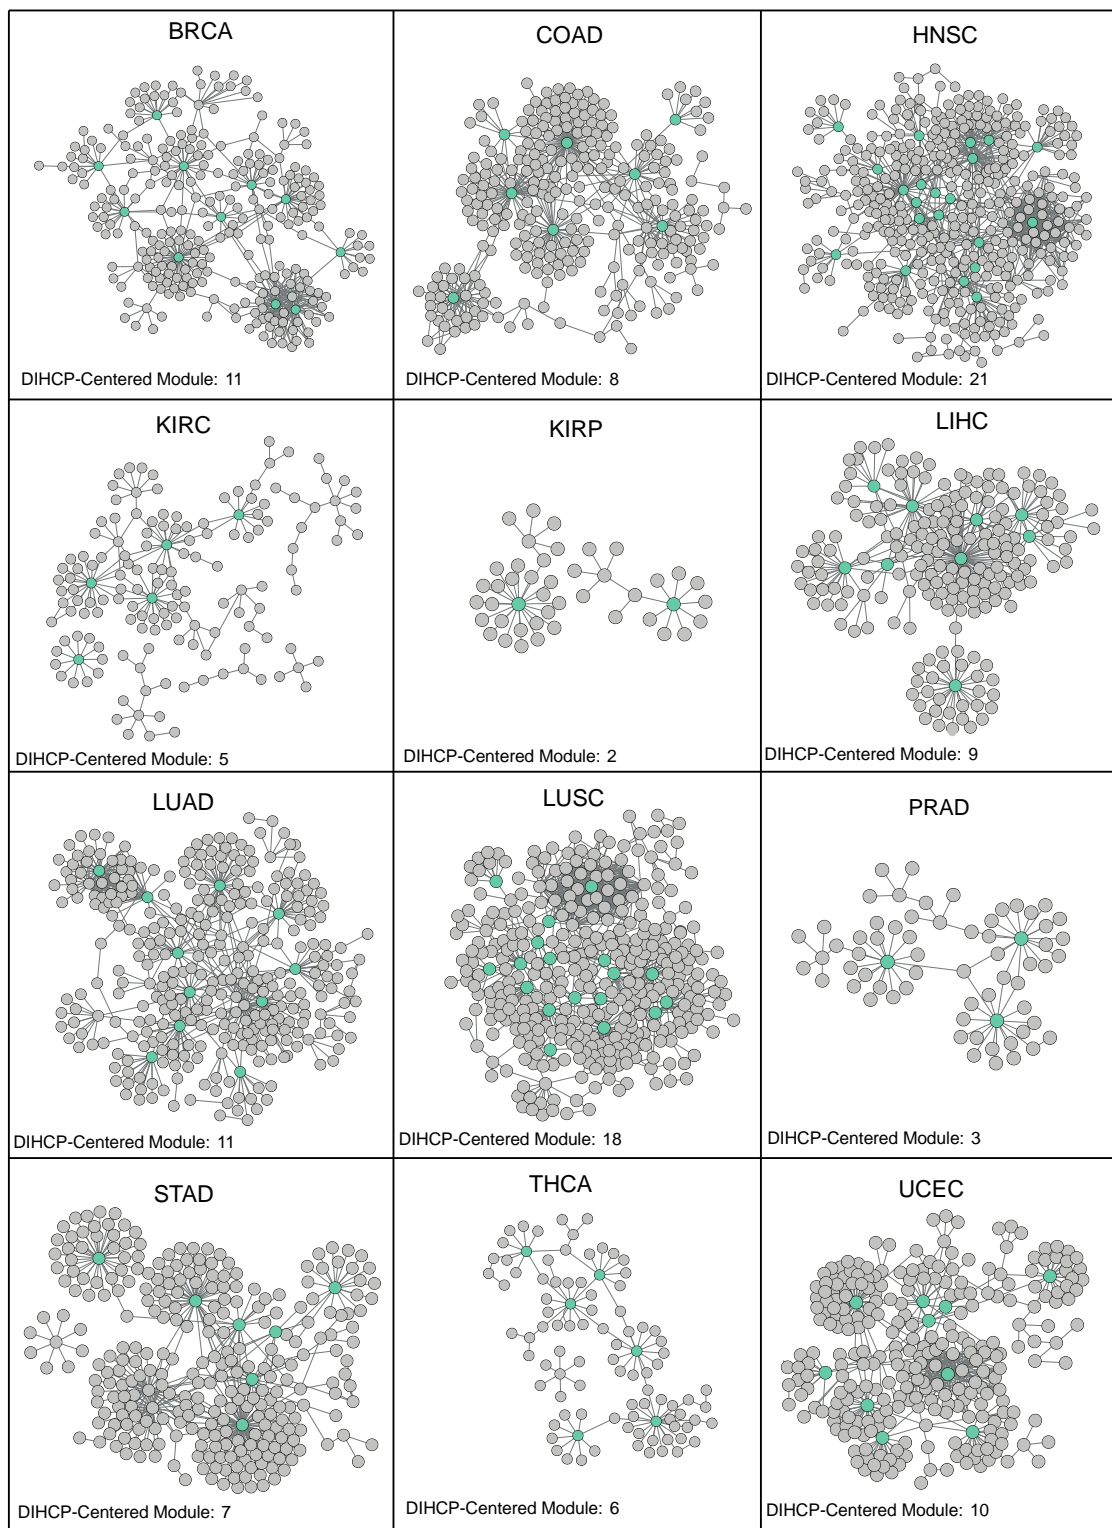 BRCA
COAD
HNSC
DIHCP-Centered Module: 11
DIHCP-Centered Module: 8
DIHCP-Centered Module: 21
KIRC
KIRP
LIHC
DIHCP-Centered Module: 5
DIHCP-Centered Module: 2
DIHCP-Centered Module: 9
LUAD
LUSC
PRAD
DIHCP-Centered Module: 11
DIHCP-Centered Module: 18
DIHCP-Centered Module: 3
STAD
THCA
UCEC
DIHCP-Centered Module: 7
DIHCP-Centered Module: 6
DIHCP-Centered Module: 10